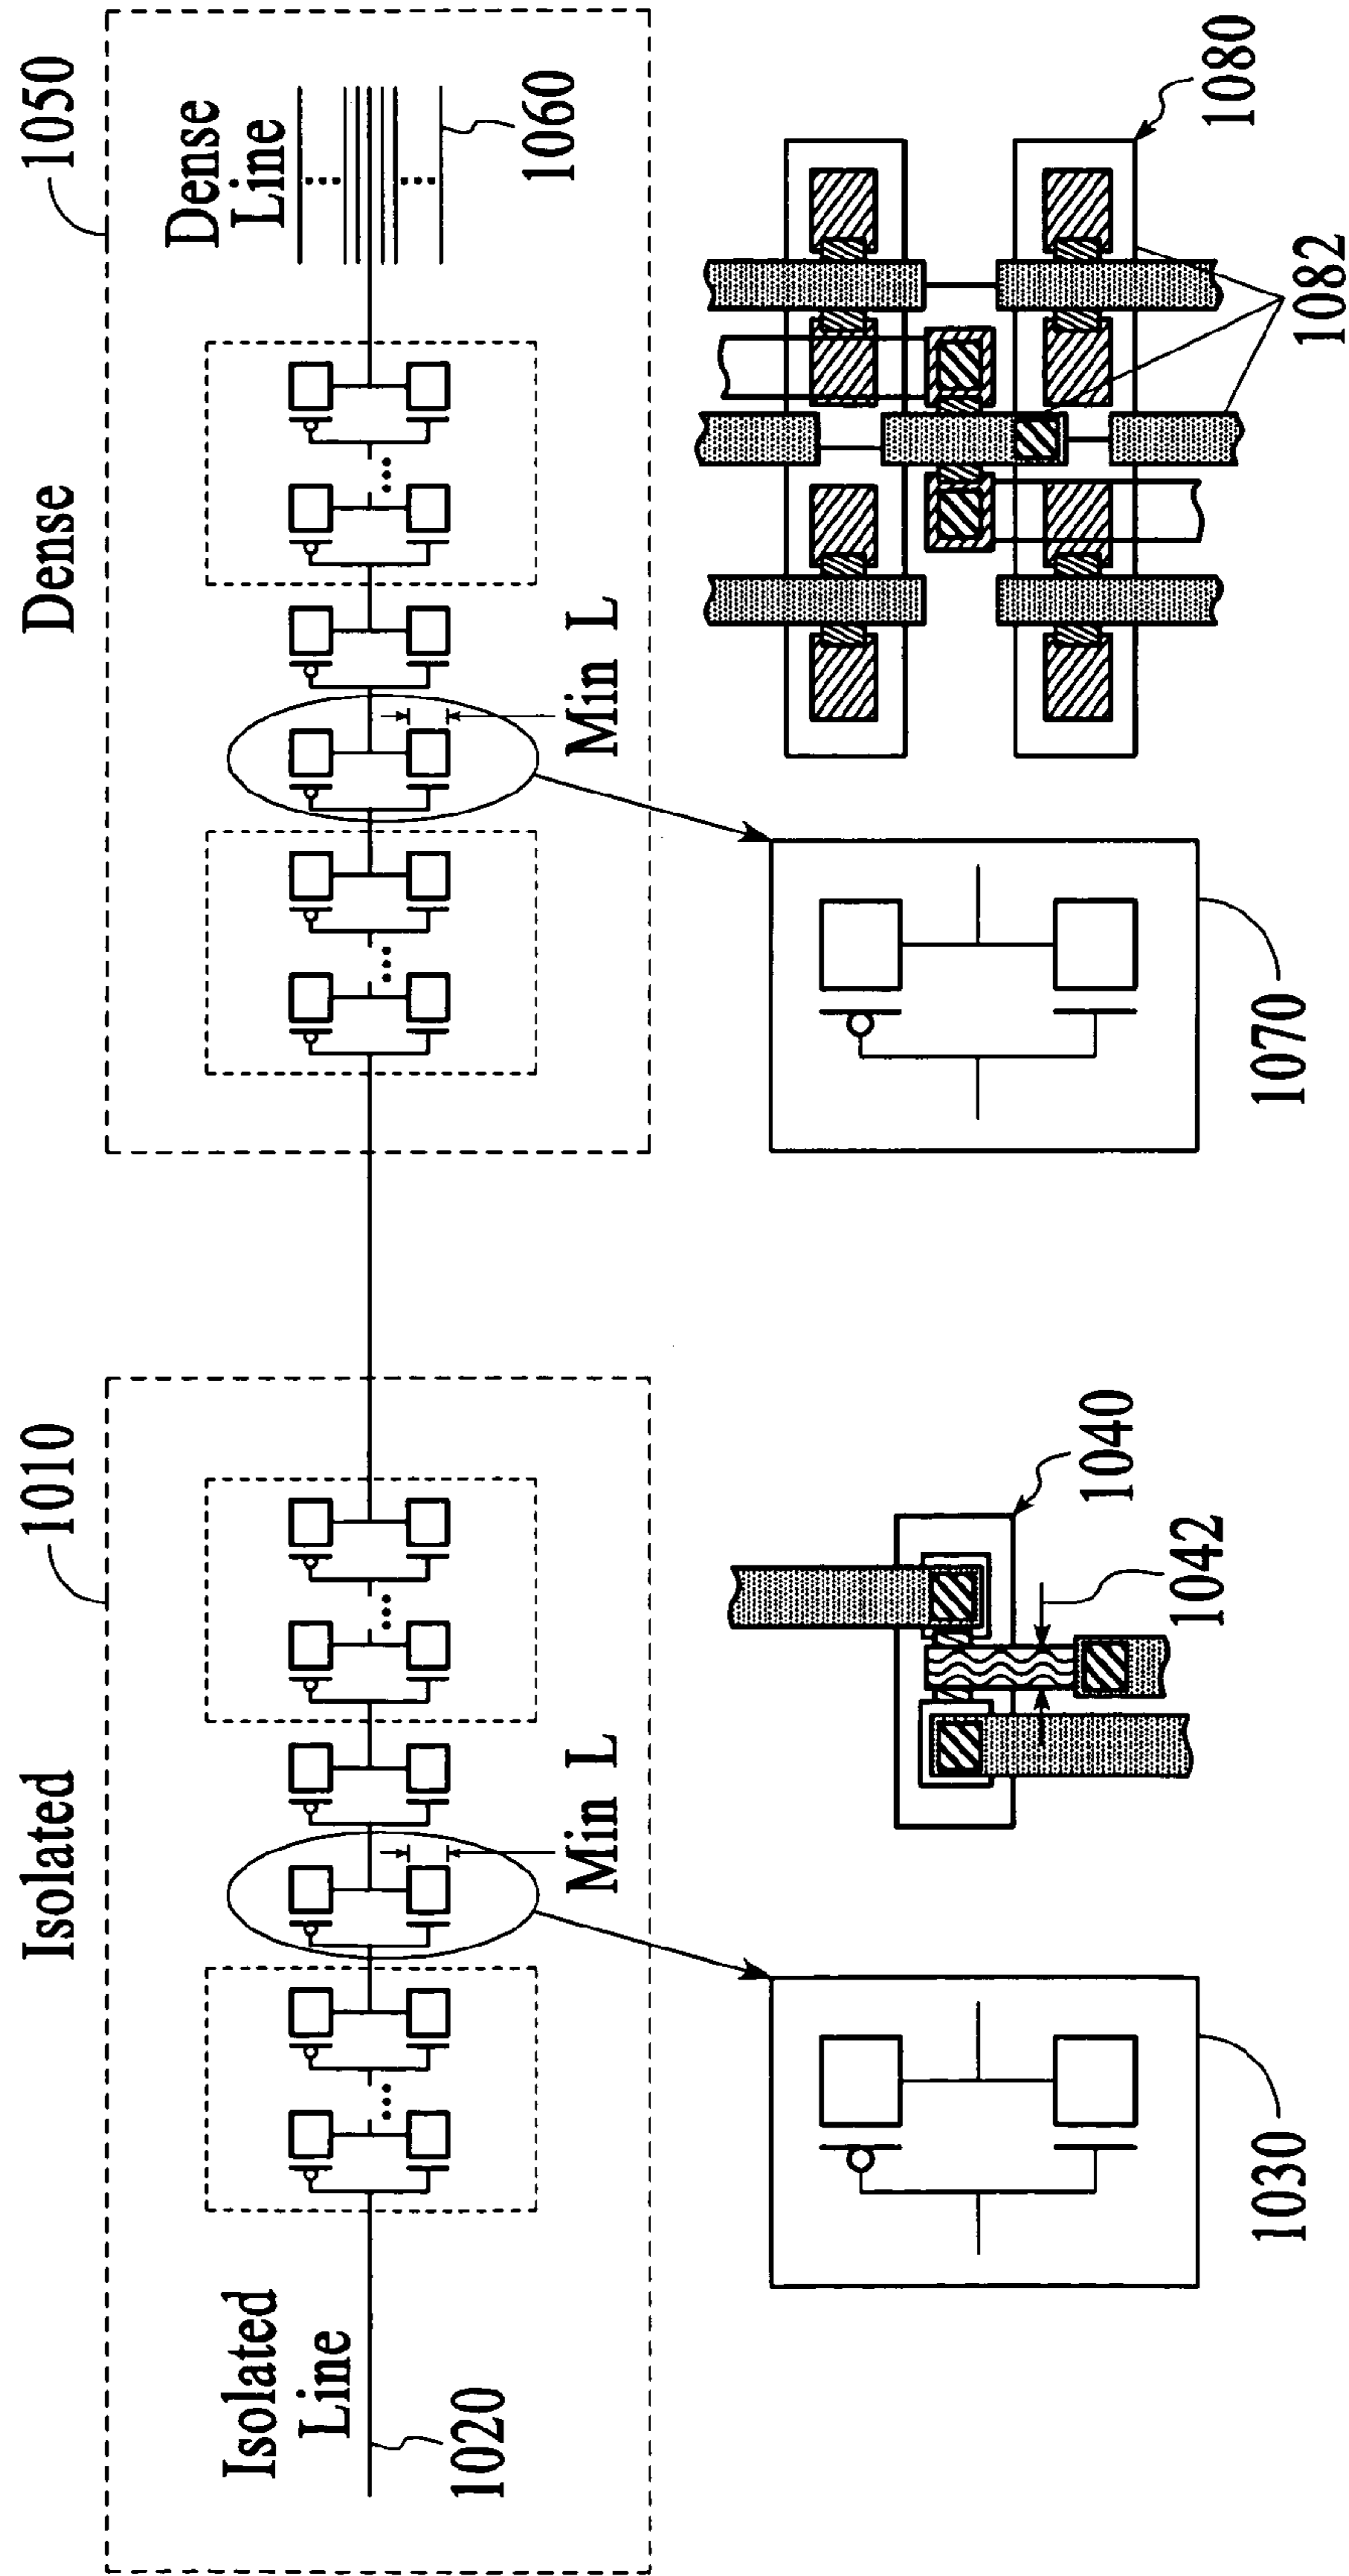 Isolated
1010
Isolated
Line
1020
Min L
1030
1040
1042
Dense
1050
Dense
Line
1060
Min L
1070
1080
1082